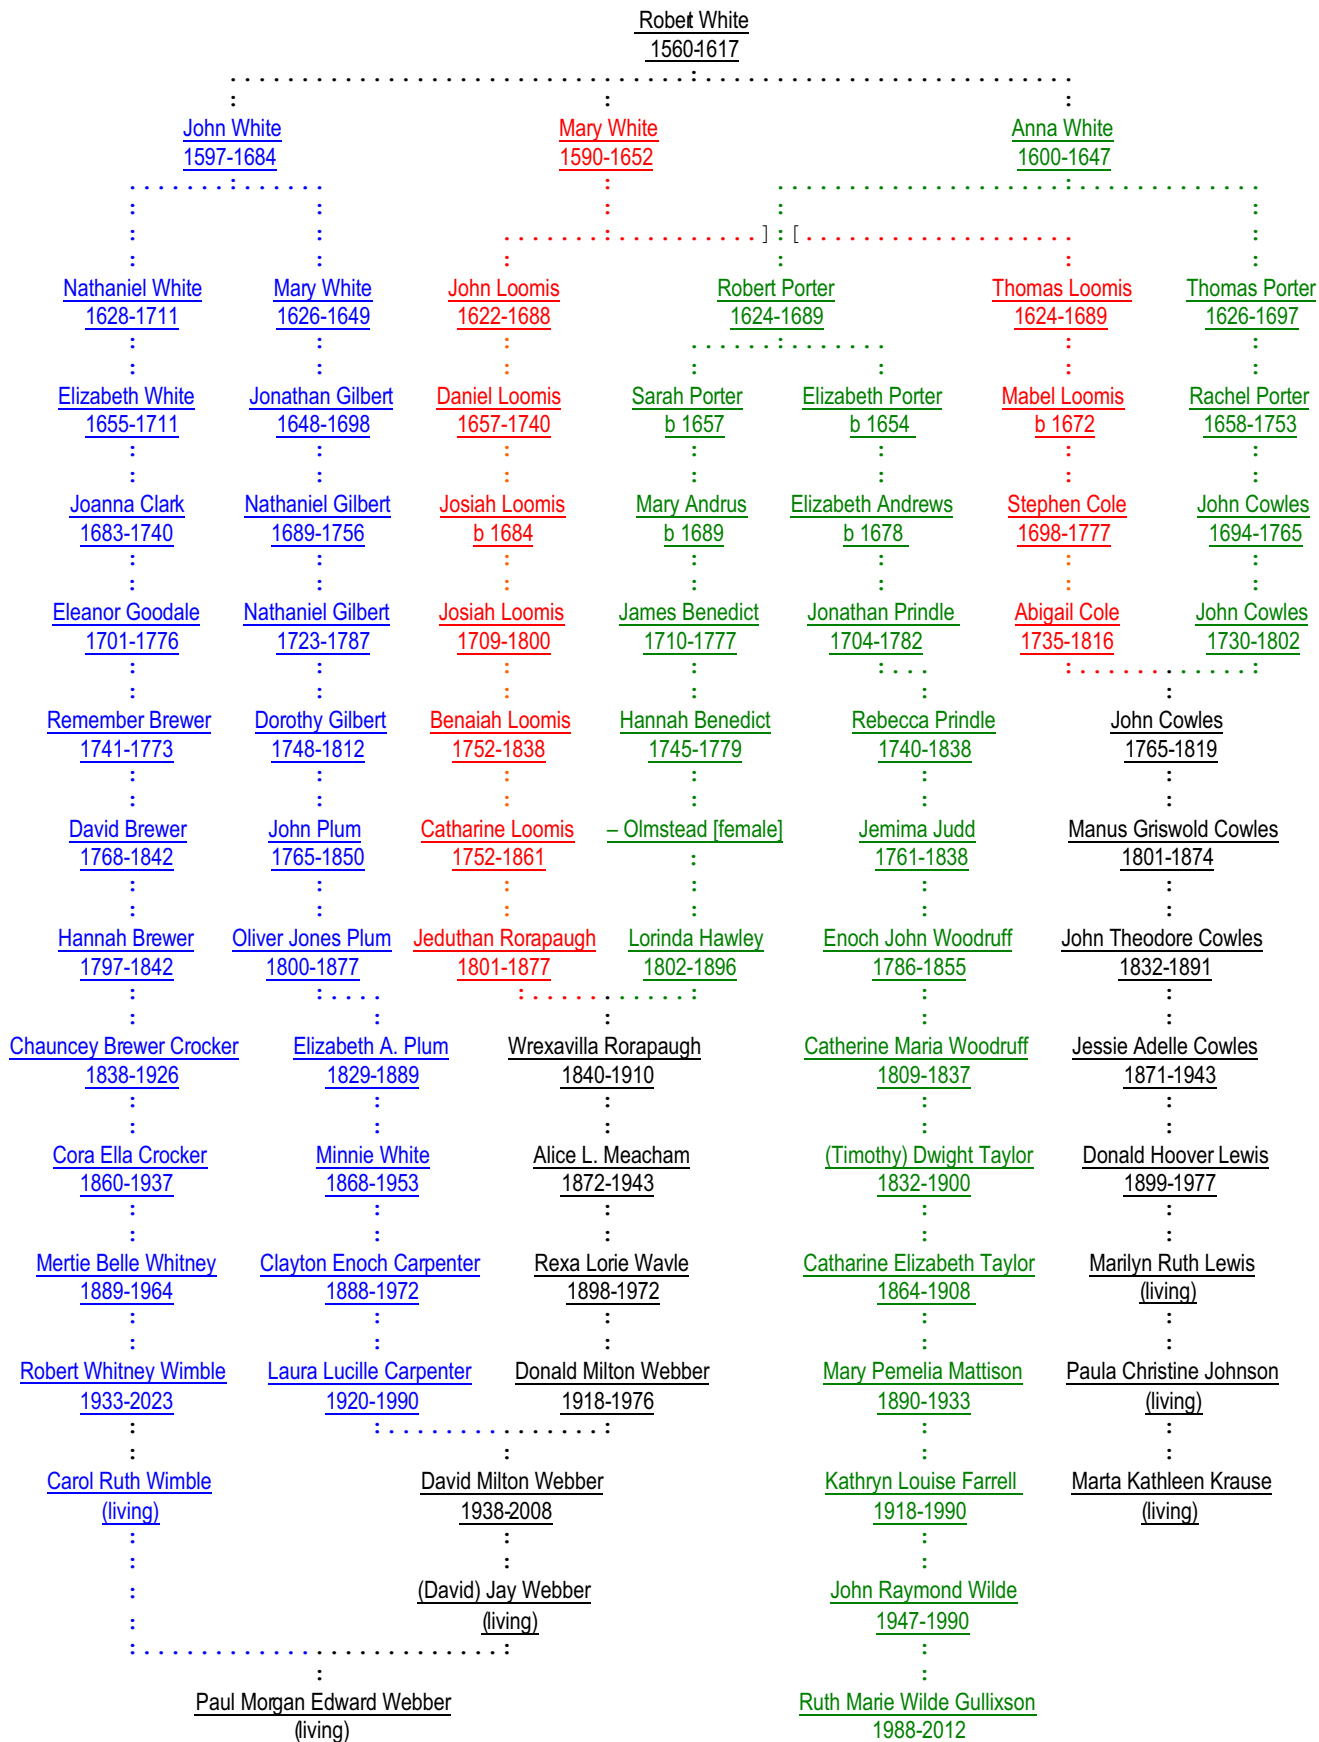 Robert White
1560-1617
John White
Mary White
Anna White
1597-1684
1590-1652
1600-1647
] [
Nathaniel White
Mary White
John Loomis
Robert Porter
Thomas Loomis
Thomas Porter
1628-1711
1626-1649
1622-1688
1624-1689
1624-1689
1626-1697
Elizabeth White
Jonathan Gilbert
Daniel Loomis
Sarah Porter
Elizabeth Porter
Mabel Loomis
Rachel Porter
1655-1711
1648-1698
1657-1740
b 1657
b 1654
b 1672
1658-1753
Joanna Clark
Nathaniel Gilbert
Josiah Loomis
Mary Andrus
Elizabeth Andrews
Stephen Cole
John Cowles
1683-1740
1689-1756
b 1684
b 1689
b 1678
1698-1777
1694-1765
Eleanor Goodale
Nathaniel Gilbert
Josiah Loomis
James Benedict
Jonathan Prindle
Abigail Cole
John Cowles
1701-1776
1723-1787
1709-1800
1710-1777
1704-1782
1735-1816
1730-1802
Remember Brewer
Dorothy Gilbert
Benaiah Loomis
Hannah Benedict
Rebecca Prindle
John Cowles
1741-1773
1748-1812
1752-1838
1745-1779
1740-1838
1765-1819
David Brewer
John Plum
Catharine Loomis
– Olmstead [female]
Jemima Judd
Manus Griswold Cowles
1768-1842
1765-1850
1752-1861
1761-1838
1801-1874
Hannah Brewer
Oliver Jones Plum
Jeduthan Rorapaugh
Lorinda Hawley
Enoch John Woodruff
John Theodore Cowles
1797-1842
1800-1877
1801-1877
1802-1896
1786-1855
1832-1891
Chauncey Brewer Crocker
Elizabeth A. Plum
Wrexavilla Rorapaugh
Catherine Maria Woodruff
Jessie Adelle Cowles
1838-1926
1829-1889
1840-1910
1809-1837
1871-1943
Cora Ella Crocker
Minnie White
Alice L. Meacham
(Timothy) Dwight Taylor
Donald Hoover Lewis
1860-1937
1868-1953
1872-1943
1832-1900
1899-1977
Mertie Belle Whitney
Clayton Enoch Carpenter
Rexa Lorie Wavle
Catharine Elizabeth Taylor
Marilyn Ruth Lewis
1889-1964
1888-1972
1898-1972
1864-1908
(living)
Robert Whitney Wimble
Laura Lucille Carpenter
Donald Milton Webber
Mary Pemelia Mattison
Paula Christine Johnson
1933-2023
1920-1990
1918-1976
1890-1933
(living)
Carol Ruth Wimble
David Milton Webber
Kathryn Louise Farrell
Marta Kathleen Krause
(living)
1938-2008
1918-1990
(living)
(David) Jay Webber
John Raymond Wilde
(living)
1947-1990
Paul Morgan Edward Webber
Ruth Marie Wilde Gullixson
(living)
1988-2012